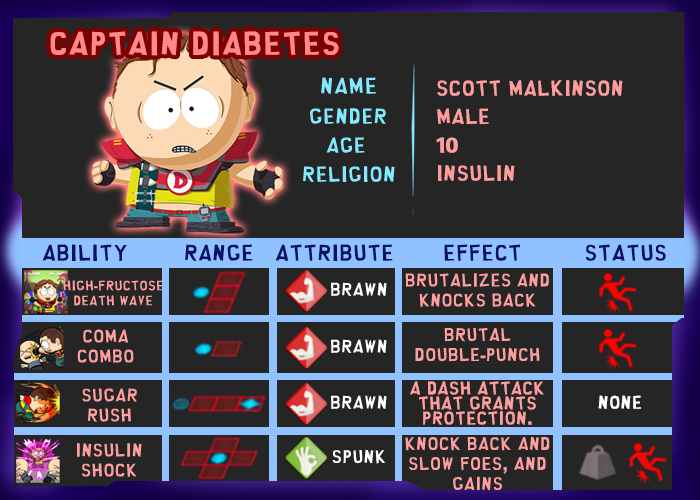 CAPTAIN DIABETES
NAME SCOTT MALKINSON
GENDER MALE
AGE 10
RELIGION INSULIN
ABILITY RANGE ATTRIBUTE EFFECT STATUS
HIGH-FRUCTOSE
DEATH WAVE
BRAWN
BRUTALIZES AND
KNOCKS BACK
COMA
COMBO
BRAWN
BRUTAL
DOUBLE-PUNCH
SUGAR
RUSH
BRAWN
A DASH ATTACK
THAT GRANTS
PROTECTION.
NONE
INSULIN
SHOCK
SPUNK
KNOCK BACK AND
SLOW FOES, AND
GAINS
D